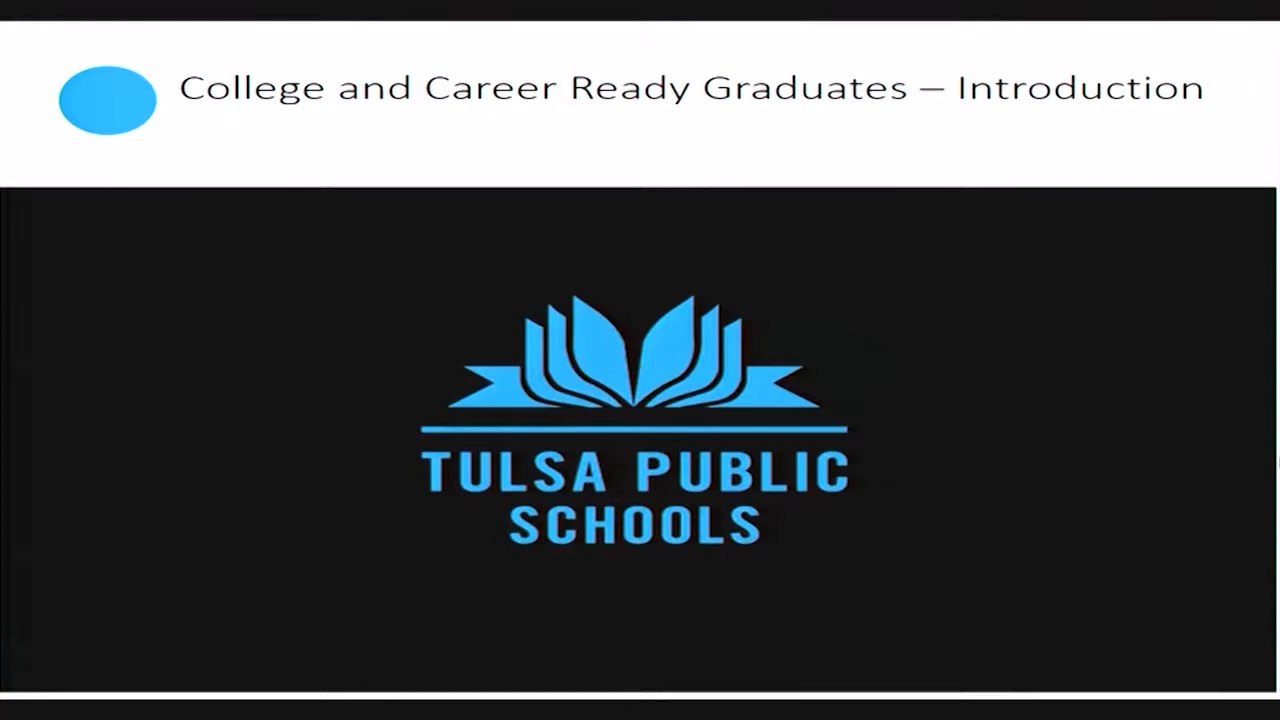 College and Career Ready Graduates – Introduction
TULSA PUBLIC
SCHOOLS